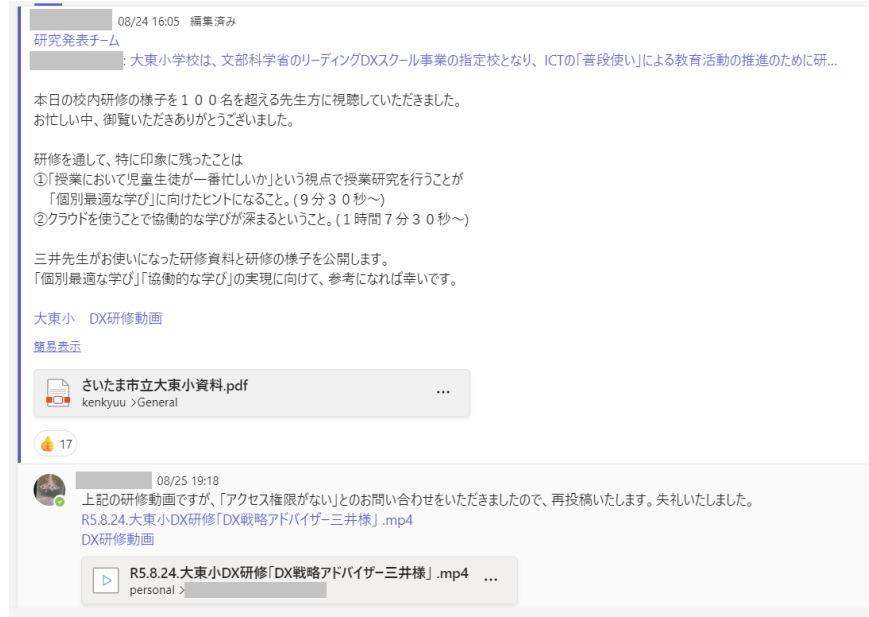 08/24 16:05 編集済み
研究発表チーム
: 大東小学校は、文部科学省のリーディングDXスクール事業の指定校となり、ICTの「普段使い」による教育活動の推進のために研...
本日の校内研修の様子を１００名を超える先生方に視聴していただきました。
お忙しい中、御覧いただきありがとうございました。
研修を通して、特に印象に残ったことは
①「授業において児童生徒が一番忙しいか」という視点で授業研究を行うことが
「個別最適な学び」に向けたヒントになること。(９分３０秒～)
②クラウドを使うことで協働的な学びが深まるということ。(１時間７分３０秒～)
三井先生がお使いになった研修資料と研修の様子を公開します。
「個別最適な学び」「協働的な学び」の実現に向けて、参考になれば幸いです。
大東小　DX研修動画
簡易表示
さいたま市立大東小資料.pdf
kenkyuu >General
17
08/25 19:18
上記の研修動画ですが、「アクセス権限がない」とのお問い合わせをいただきましたので、再投稿いたします。失礼いたしました。
R5.8.24.大東小DX研修「DX戦略アドバイザー三井様」.mp4
DX研修動画
R5.8.24.大東小DX研修「DX戦略アドバイザー三井様」.mp4
personal >